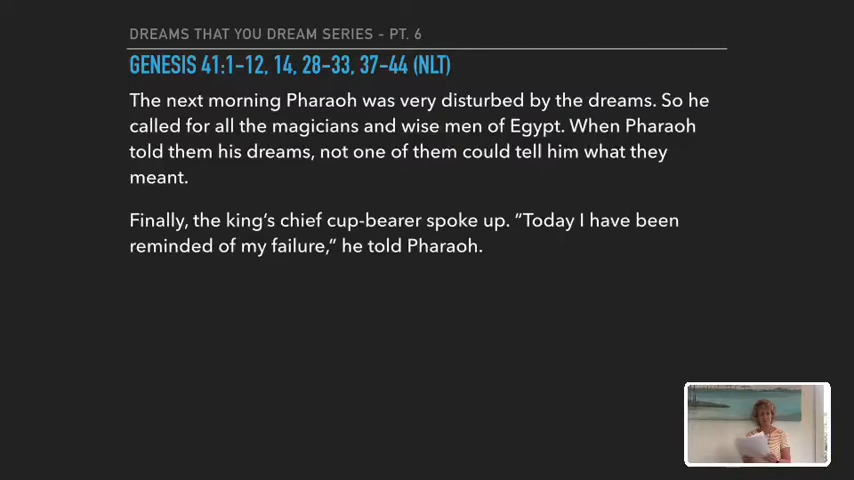 DREAMS THAT YOU DREAM SERIES - PT. 6
GENESIS 41:1–12, 14, 28–33, 37–44 (NLT)
The next morning Pharaoh was very disturbed by the dreams. So he
called for all the magicians and wise men of Egypt. When Pharaoh
told them his dreams, not one of them could tell him what they
meant.
Finally, the king’s chief cup-bearer spoke up. “Today I have been
reminded of my failure,” he told Pharaoh.